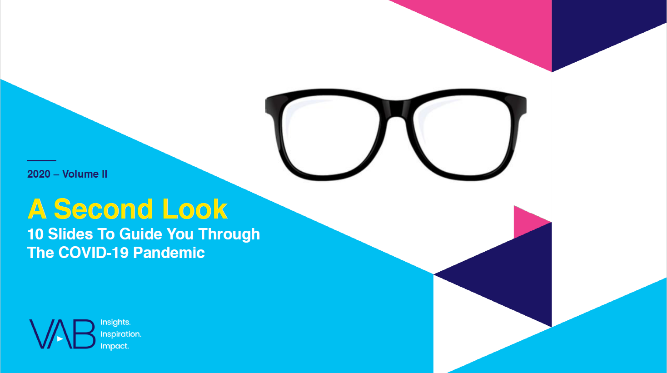 2020 – Volume II
A Second Look
10 Slides To Guide You Through
The COVID-19 Pandemic
VAB
Insights.
Inspiration.
Impact.